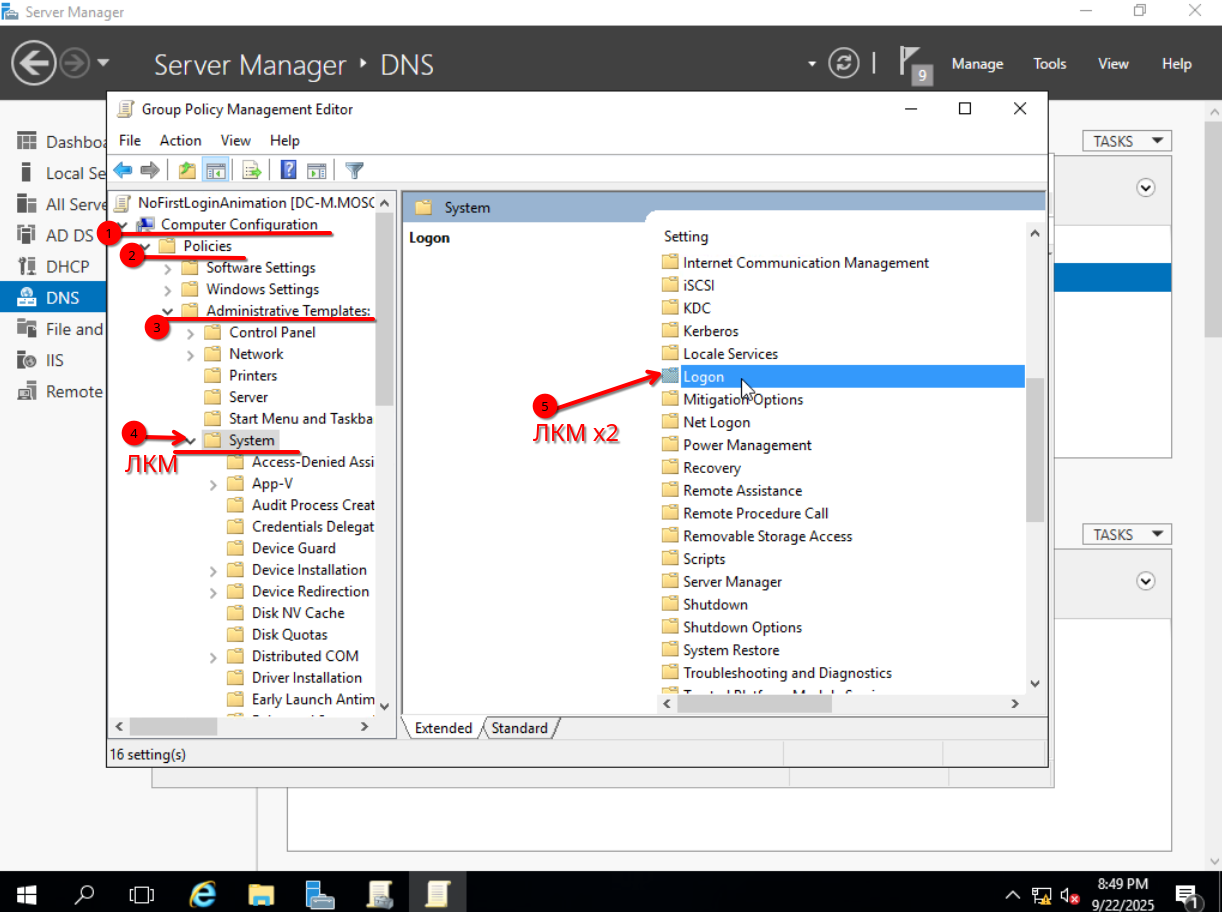 Server Manager
Server Manager
DNS
9
Manage
Tools
View
Help
Dashboa
Local Se
All Serve
AD DS
DHCP
DNS
File and
IIS
Remote
TASKS
TASKS
Group Policy Management Editor
File
Action
View
Help
NoFirstLoginAnimation [DC-M.MOSC
1
Computer Configuration
2
Policies
Software Settings
Windows Settings
3
Administrative Templates:
Control Panel
Network
Printers
Server
Start Menu and Taskba
4
ЛКМ
System
Access-Denied Assi
App-V
Audit Process Creat
Credentials Delegat
Device Guard
Device Installation
Device Redirection
Disk NV Cache
Disk Quotas
Distributed COM
Driver Installation
Early Launch Antim
System
Logon
5
ЛКМ x2
Setting
Internet Communication Management
iSCSI
KDC
Kerberos
Locale Services
Logon
Mitigation Options
Net Logon
Power Management
Recovery
Remote Assistance
Remote Procedure Call
Removable Storage Access
Scripts
Server Manager
Shutdown
Shutdown Options
System Restore
Troubleshooting and Diagnostics
Extended
Standard
16 setting(s)
8:49 PM
9/22/2025
1